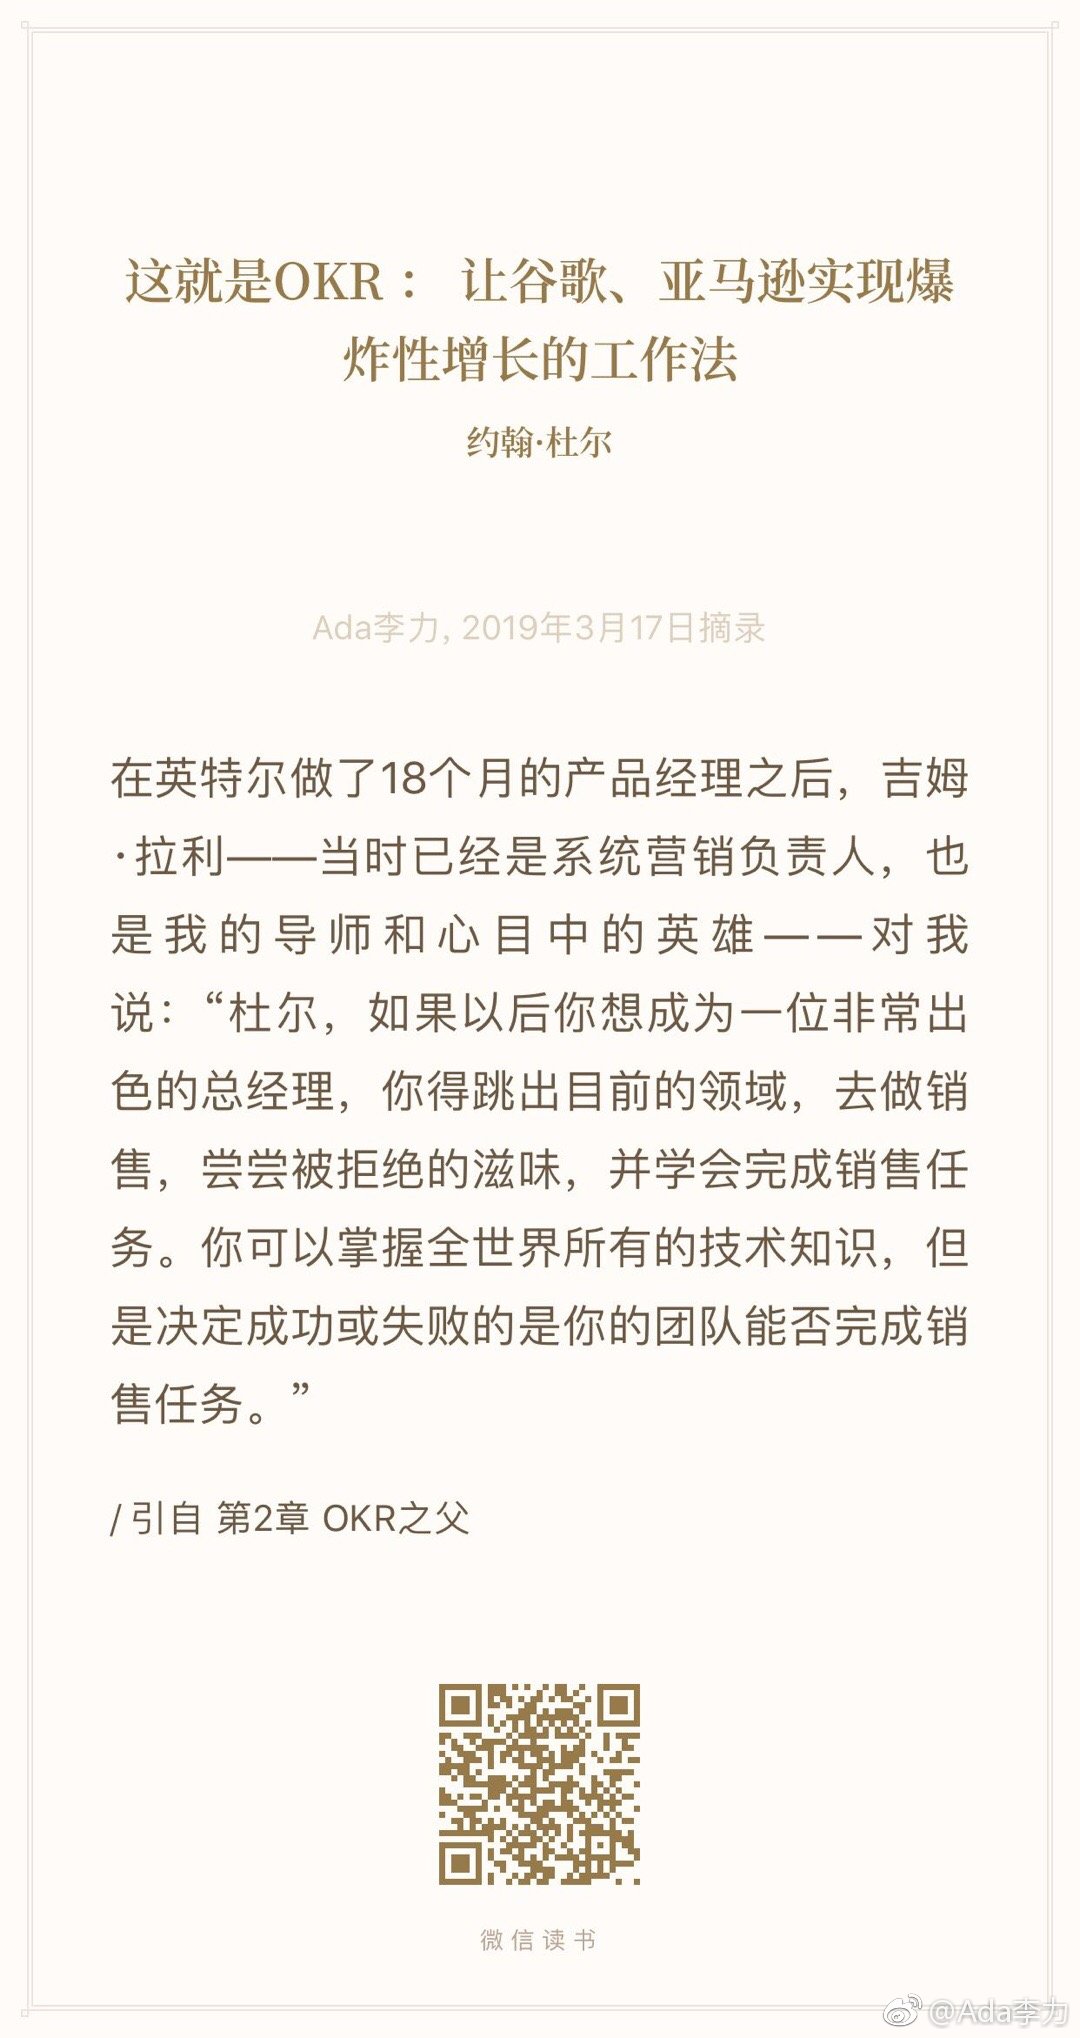 这就是OKR： 让谷歌、亚马逊实现爆
炸性增长的工作法
约翰·杜尔
Ada李力, 2019年3月17日摘录
在英特尔做了18个月的产品经理之后，吉姆
·拉利——当时已经是系统营销负责人，也
是我的导师和心目中的英雄——对我
说：“杜尔，如果以后你想成为一位非常出
色的总经理，你得跳出目前的领域，去做销
售，尝尝被拒绝的滋味，并学会完成销售任
务。你可以掌握全世界所有的技术知识，但
是决定成功或失败的是你的团队能否完成销
售任务。”
/ 引自 第2章 OKR之父
微信读书
@Ada李力